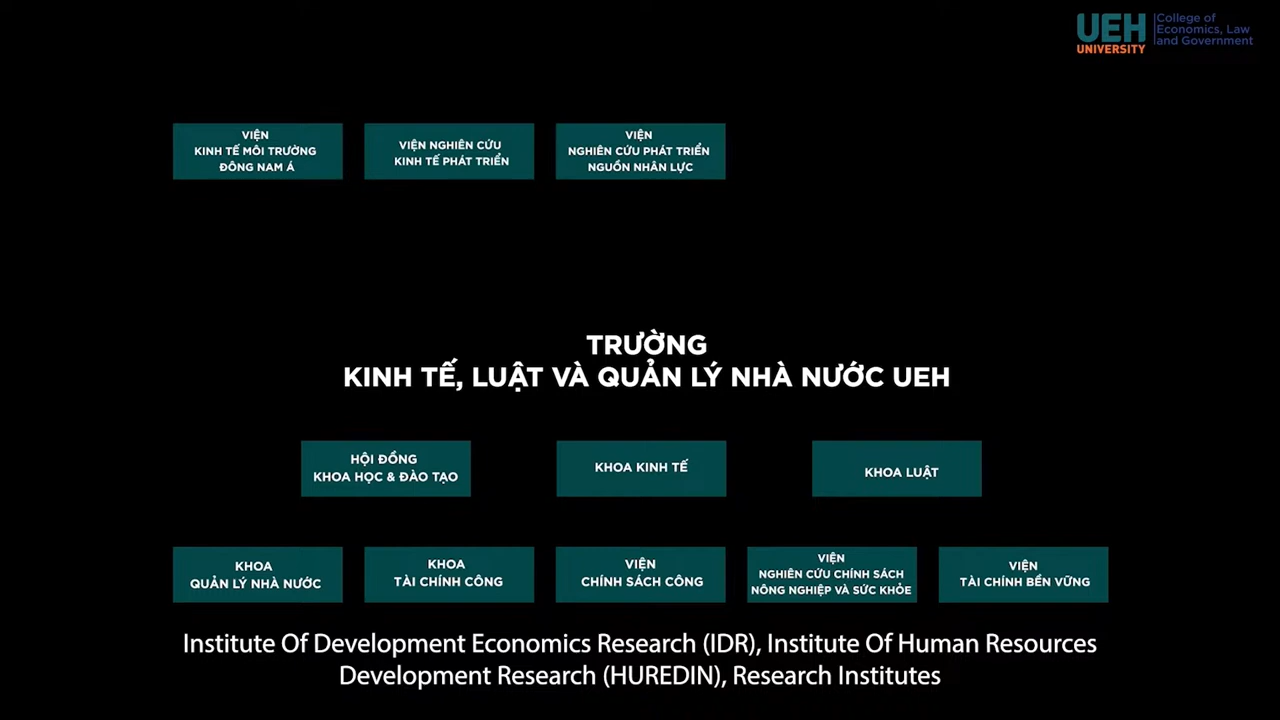 UEH
UNIVERSITY
College of
Economics, Law
and Government
VIỆN
KINH TẾ MÔI TRƯỜNG
ĐÔNG NAM Á
VIỆN NGHIÊN CỨU
KINH TẾ PHÁT TRIỂN
VIỆN
NGHIÊN CỨU PHÁT TRIỂN
NGUỒN NHÂN LỰC
TRƯỜNG
KINH TẾ, LUẬT VÀ QUẢN LÝ NHÀ NƯỚC UEH
HỘI ĐỒNG
KHOA HỌC & ĐÀO TẠO
KHOA KINH TẾ
KHOA LUẬT
KHOA
QUẢN LÝ NHÀ NƯỚC
KHOA
TÀI CHÍNH CÔNG
VIỆN
CHÍNH SÁCH CÔNG
VIỆN
NGHIÊN CỨU CHÍNH SÁCH
NÔNG NGHIỆP VÀ SỨC KHỎE
VIỆN
TÀI CHÍNH BỀN VỮNG
Institute Of Development Economics Research (IDR), Institute Of Human Resources
Development Research (HUREDIN), Research Institutes